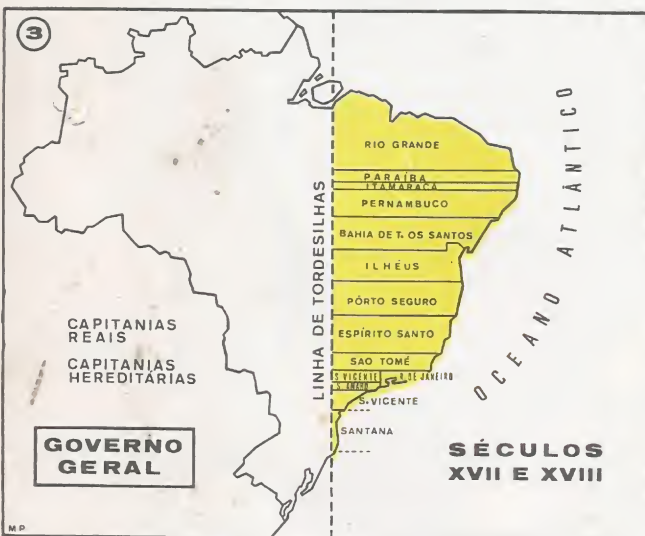 3
RIO GRANDE
PARAÍBA
ITAMARACÁ
PERNAMBUCO
BAHIA DE T. OS SANTOS
ILHÉUS
PÔRTO SEGURO
ESPÍRITO SANTO
SAO TOMÉ
S. VICENTE
R. DE JANEIRO
S. AMARO
S. VICENTE
SANTANA
LINHA DE TORDESILHAS
OCEANO ATLÂNTICO
CAPITANIAS
REAIS
CAPITANIAS
HEREDITÁRIAS
GOVERNO
GERAL
SÉCULOS
XVII E XVIII
M.P.